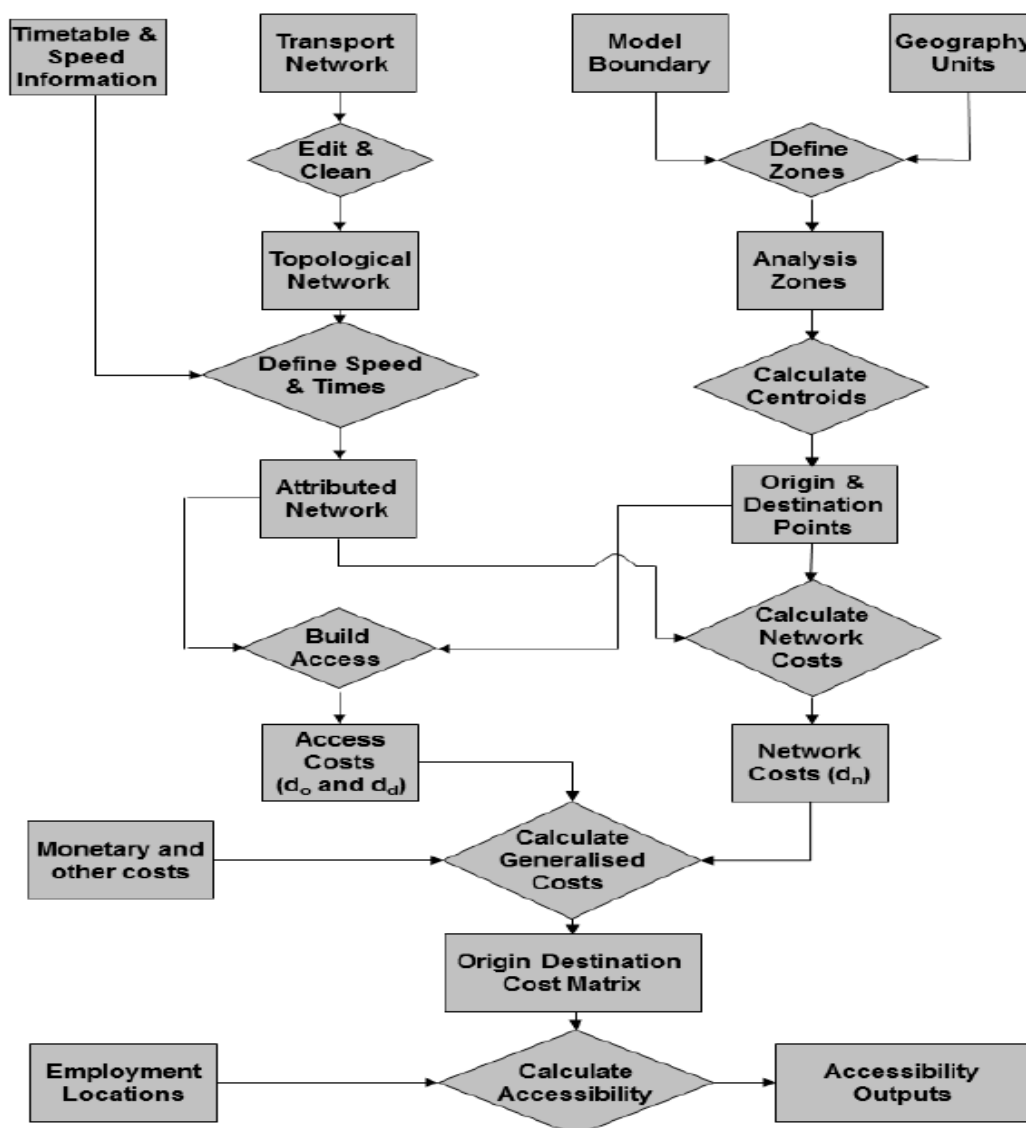 Timetable &
Speed
Information
Transport
Network
Model
Boundary
Geography
Units
Edit &
Clean
Define
Zones
Topological
Network
Analysis
Zones
Define Speed
& Times
Calculate
Centroids
Attributed
Network
Origin &
Destination
Points
Build
Access
Calculate
Network
Costs
Access
Costs
(dₒ and d_d)
Network
Costs (dₙ)
Monetary and
other costs
Calculate
Generalised
Costs
Origin Destination
Cost Matrix
Employment
Locations
Calculate
Accessibility
Accessibility
Outputs